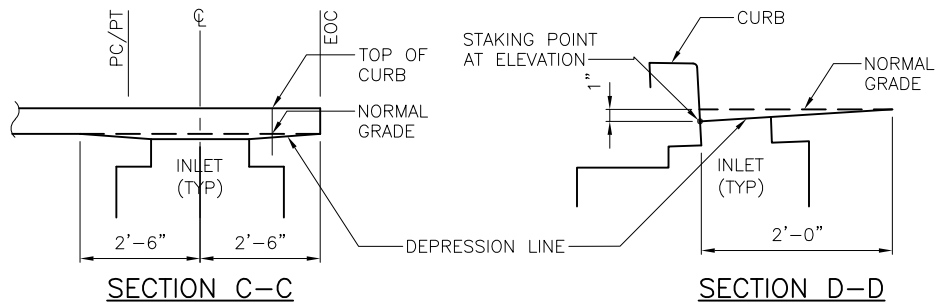 PC/PT
℄
EOC
TOP OF
CURB
NORMAL
GRADE
INLET
(TYP)
2'-6"
2'-6"
DEPRESSION LINE
SECTION C-C
STAKING POINT
AT ELEVATION
CURB
1"
NORMAL
GRADE
INLET
(TYP)
2'-0"
SECTION D-D